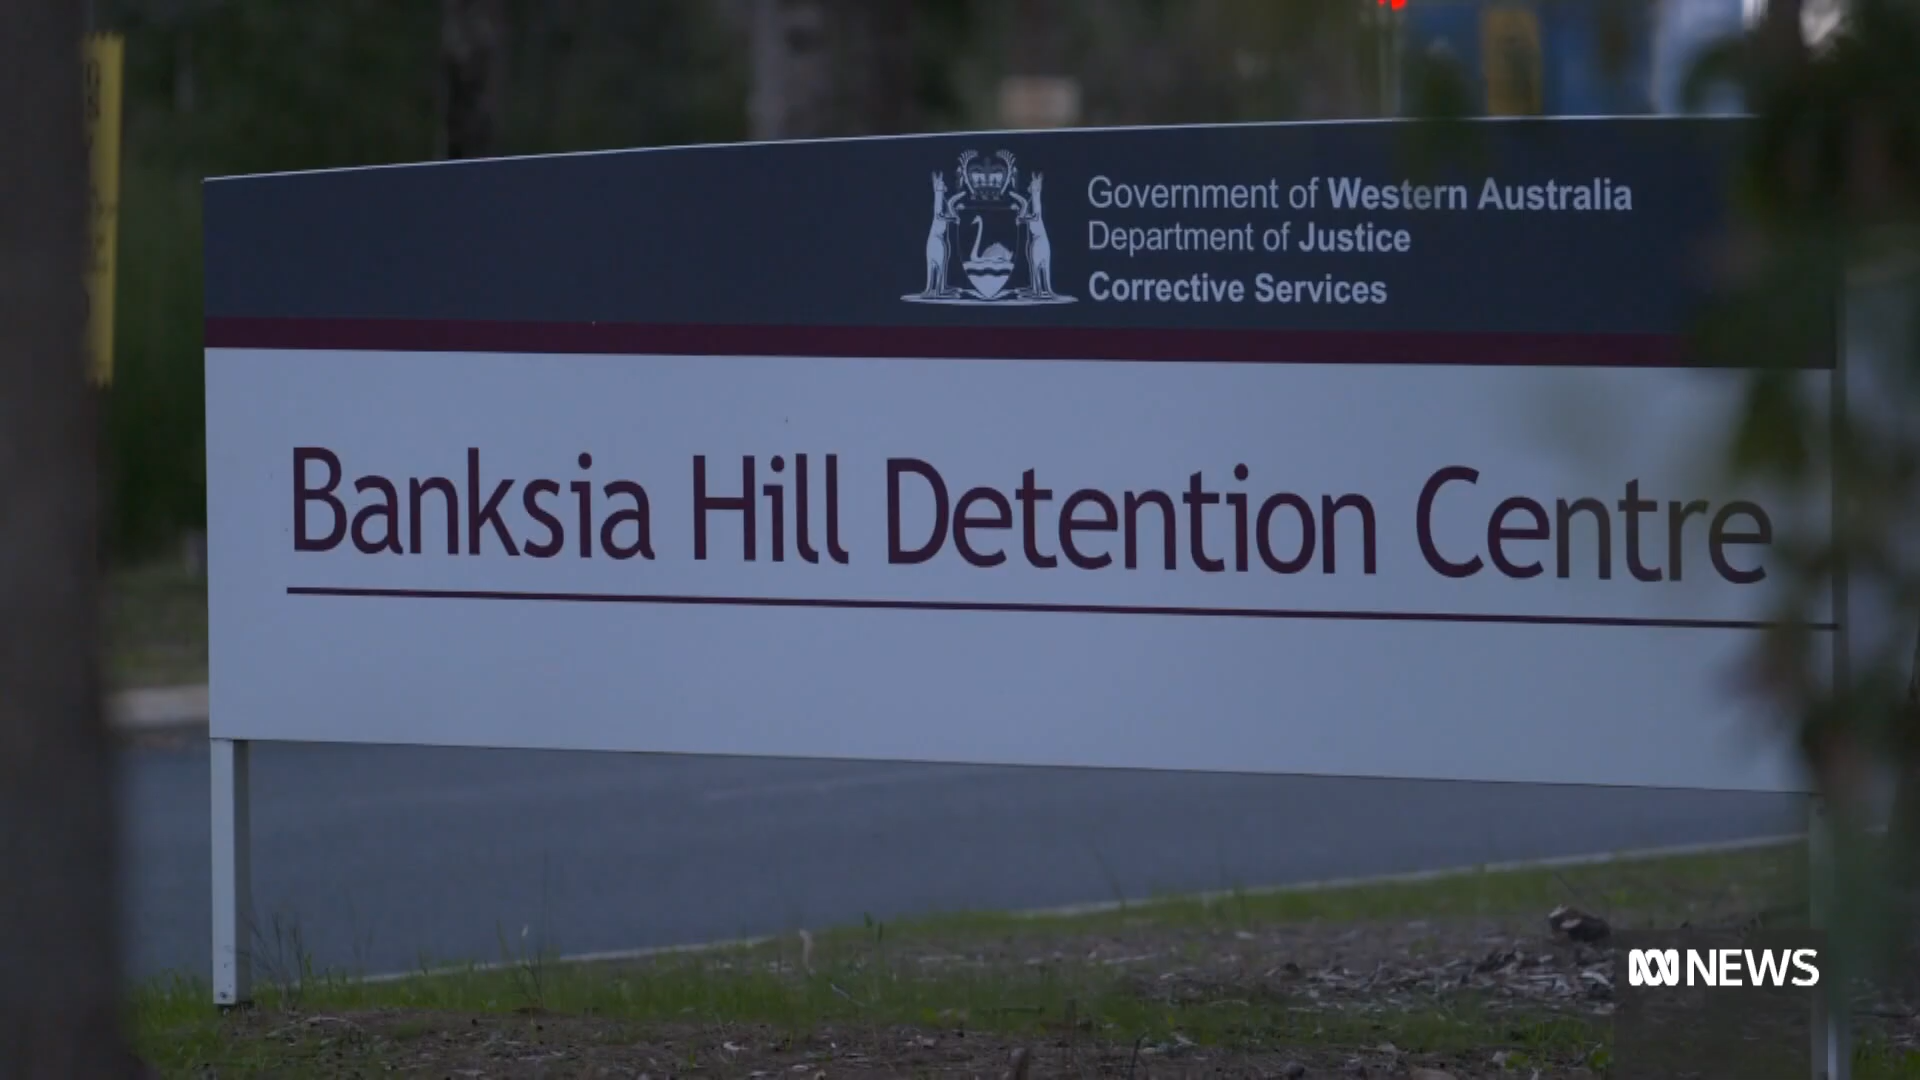 Government of Western Australia
Department of Justice
Corrective Services
Banksia Hill Detention Centre
NEWS